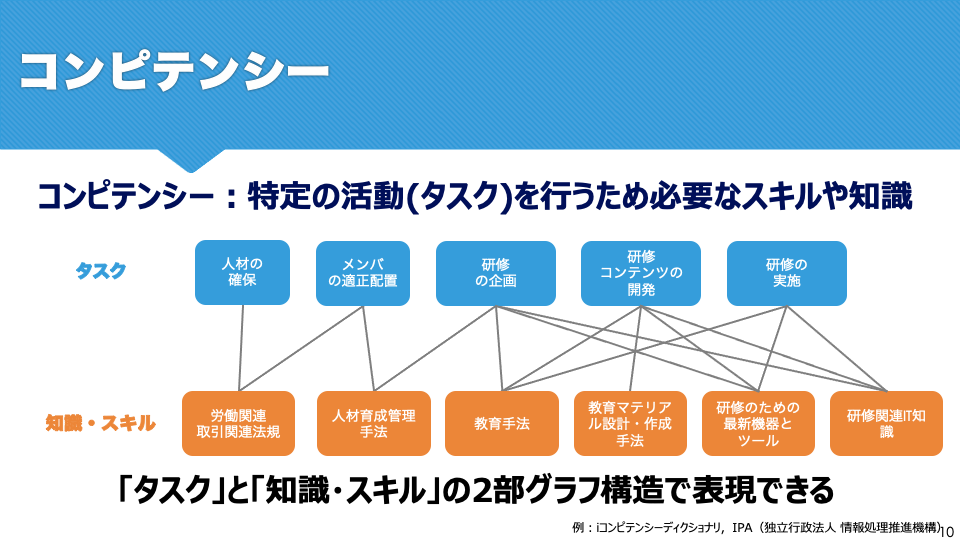 コンピテンシー
コンピテンシー：特定の活動(タスク)を行うため必要なスキルや知識
タスク
人材の
確保
メンバ
の適正配置
研修
の企画
研修
コンテンツの
開発
研修の
実施
知識・スキル
労働関連
取引関連法規
人材育成管理
手法
教育手法
教育マテリア
ル設計・作成
手法
研修のための
最新機器と
ツール
研修関連IT知
識
「タスク」と「知識・スキル」の2部グラフ構造で表現できる
例：iコンピテンシーディクショナリ，IPA（独立行政法人 情報処理推進機構）
10